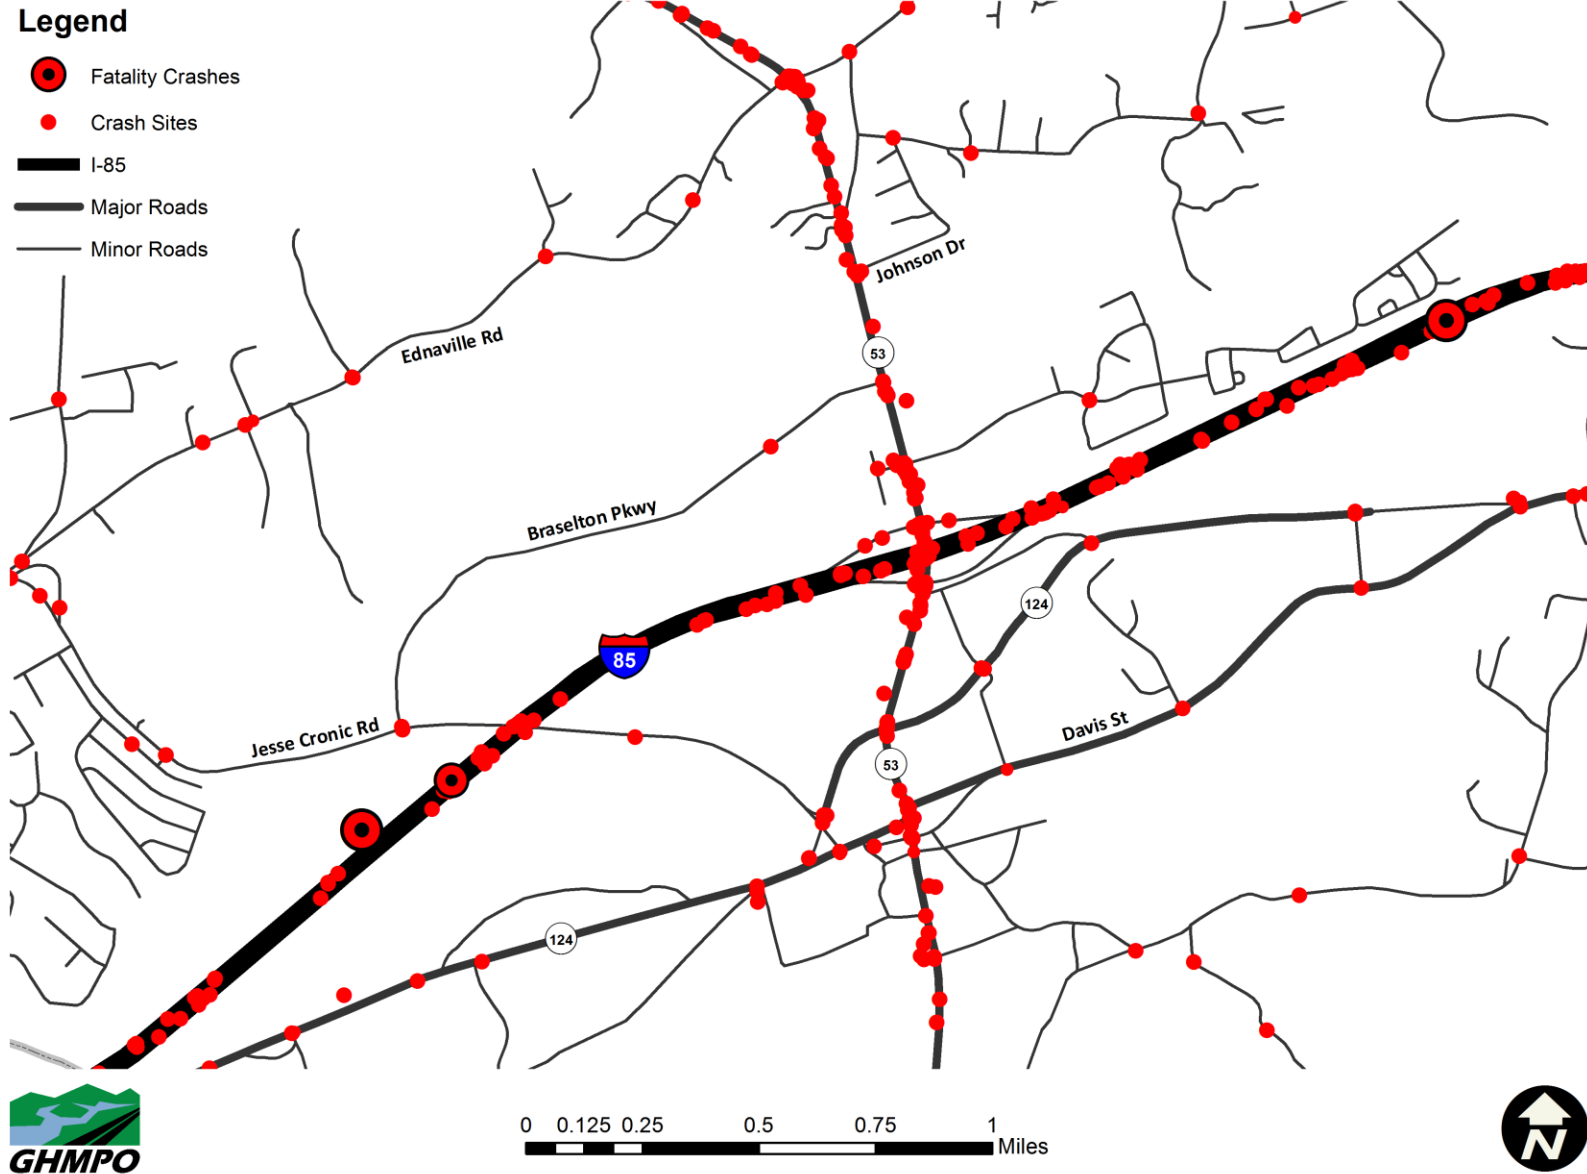 Legend
Fatality Crashes
Crash Sites
I-85
Major Roads
Minor Roads
Johnson Dr
Ednaville Rd
53
Braselton Pkwy
124
85
Jesse Cronic Rd
Davis St
53
124
GHMPO
0 0.125 0.25 0.5 0.75 1
Miles
N